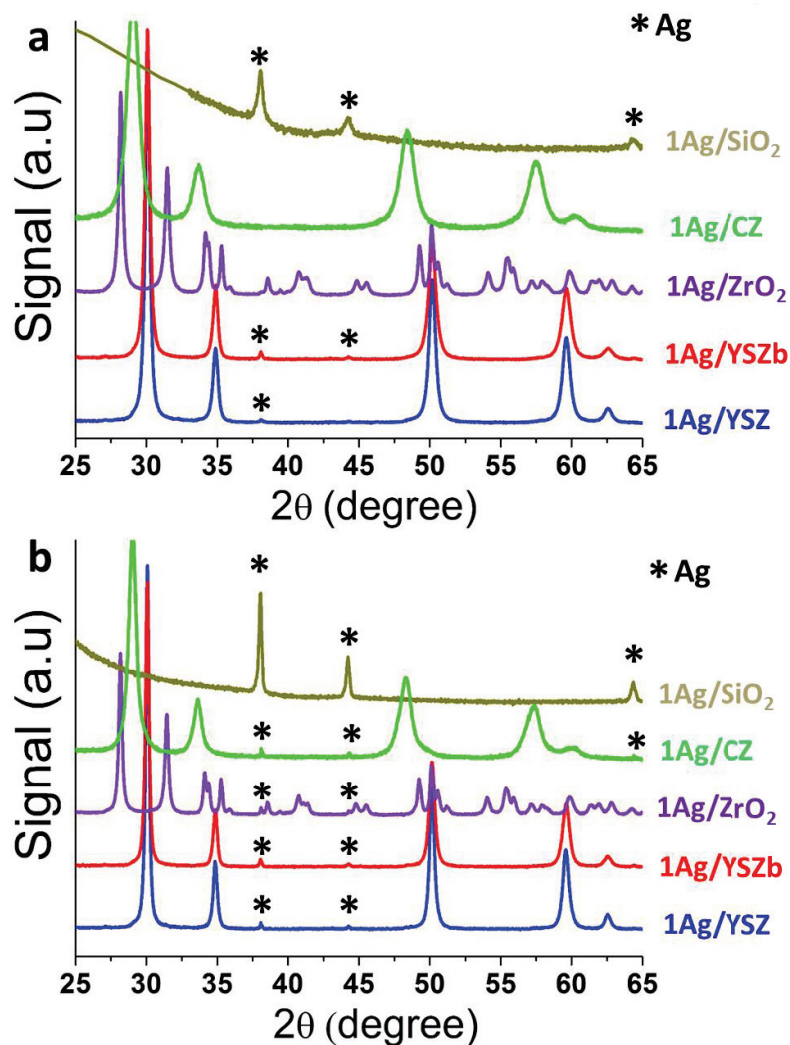 a
* Ag
* * *
1Ag/SiO₂
1Ag/CZ
1Ag/ZrO₂
* * 1Ag/YSZb
* 1Ag/YSZ
Signal (a.u)
25 30 35 40 45 50 55 60 65
2θ (degree)
b
* Ag
* * *
1Ag/SiO₂
* * * 1Ag/CZ
* * 1Ag/ZrO₂
* * 1Ag/YSZb
* * 1Ag/YSZ
Signal (a.u)
25 30 35 40 45 50 55 60 65
2θ (degree)